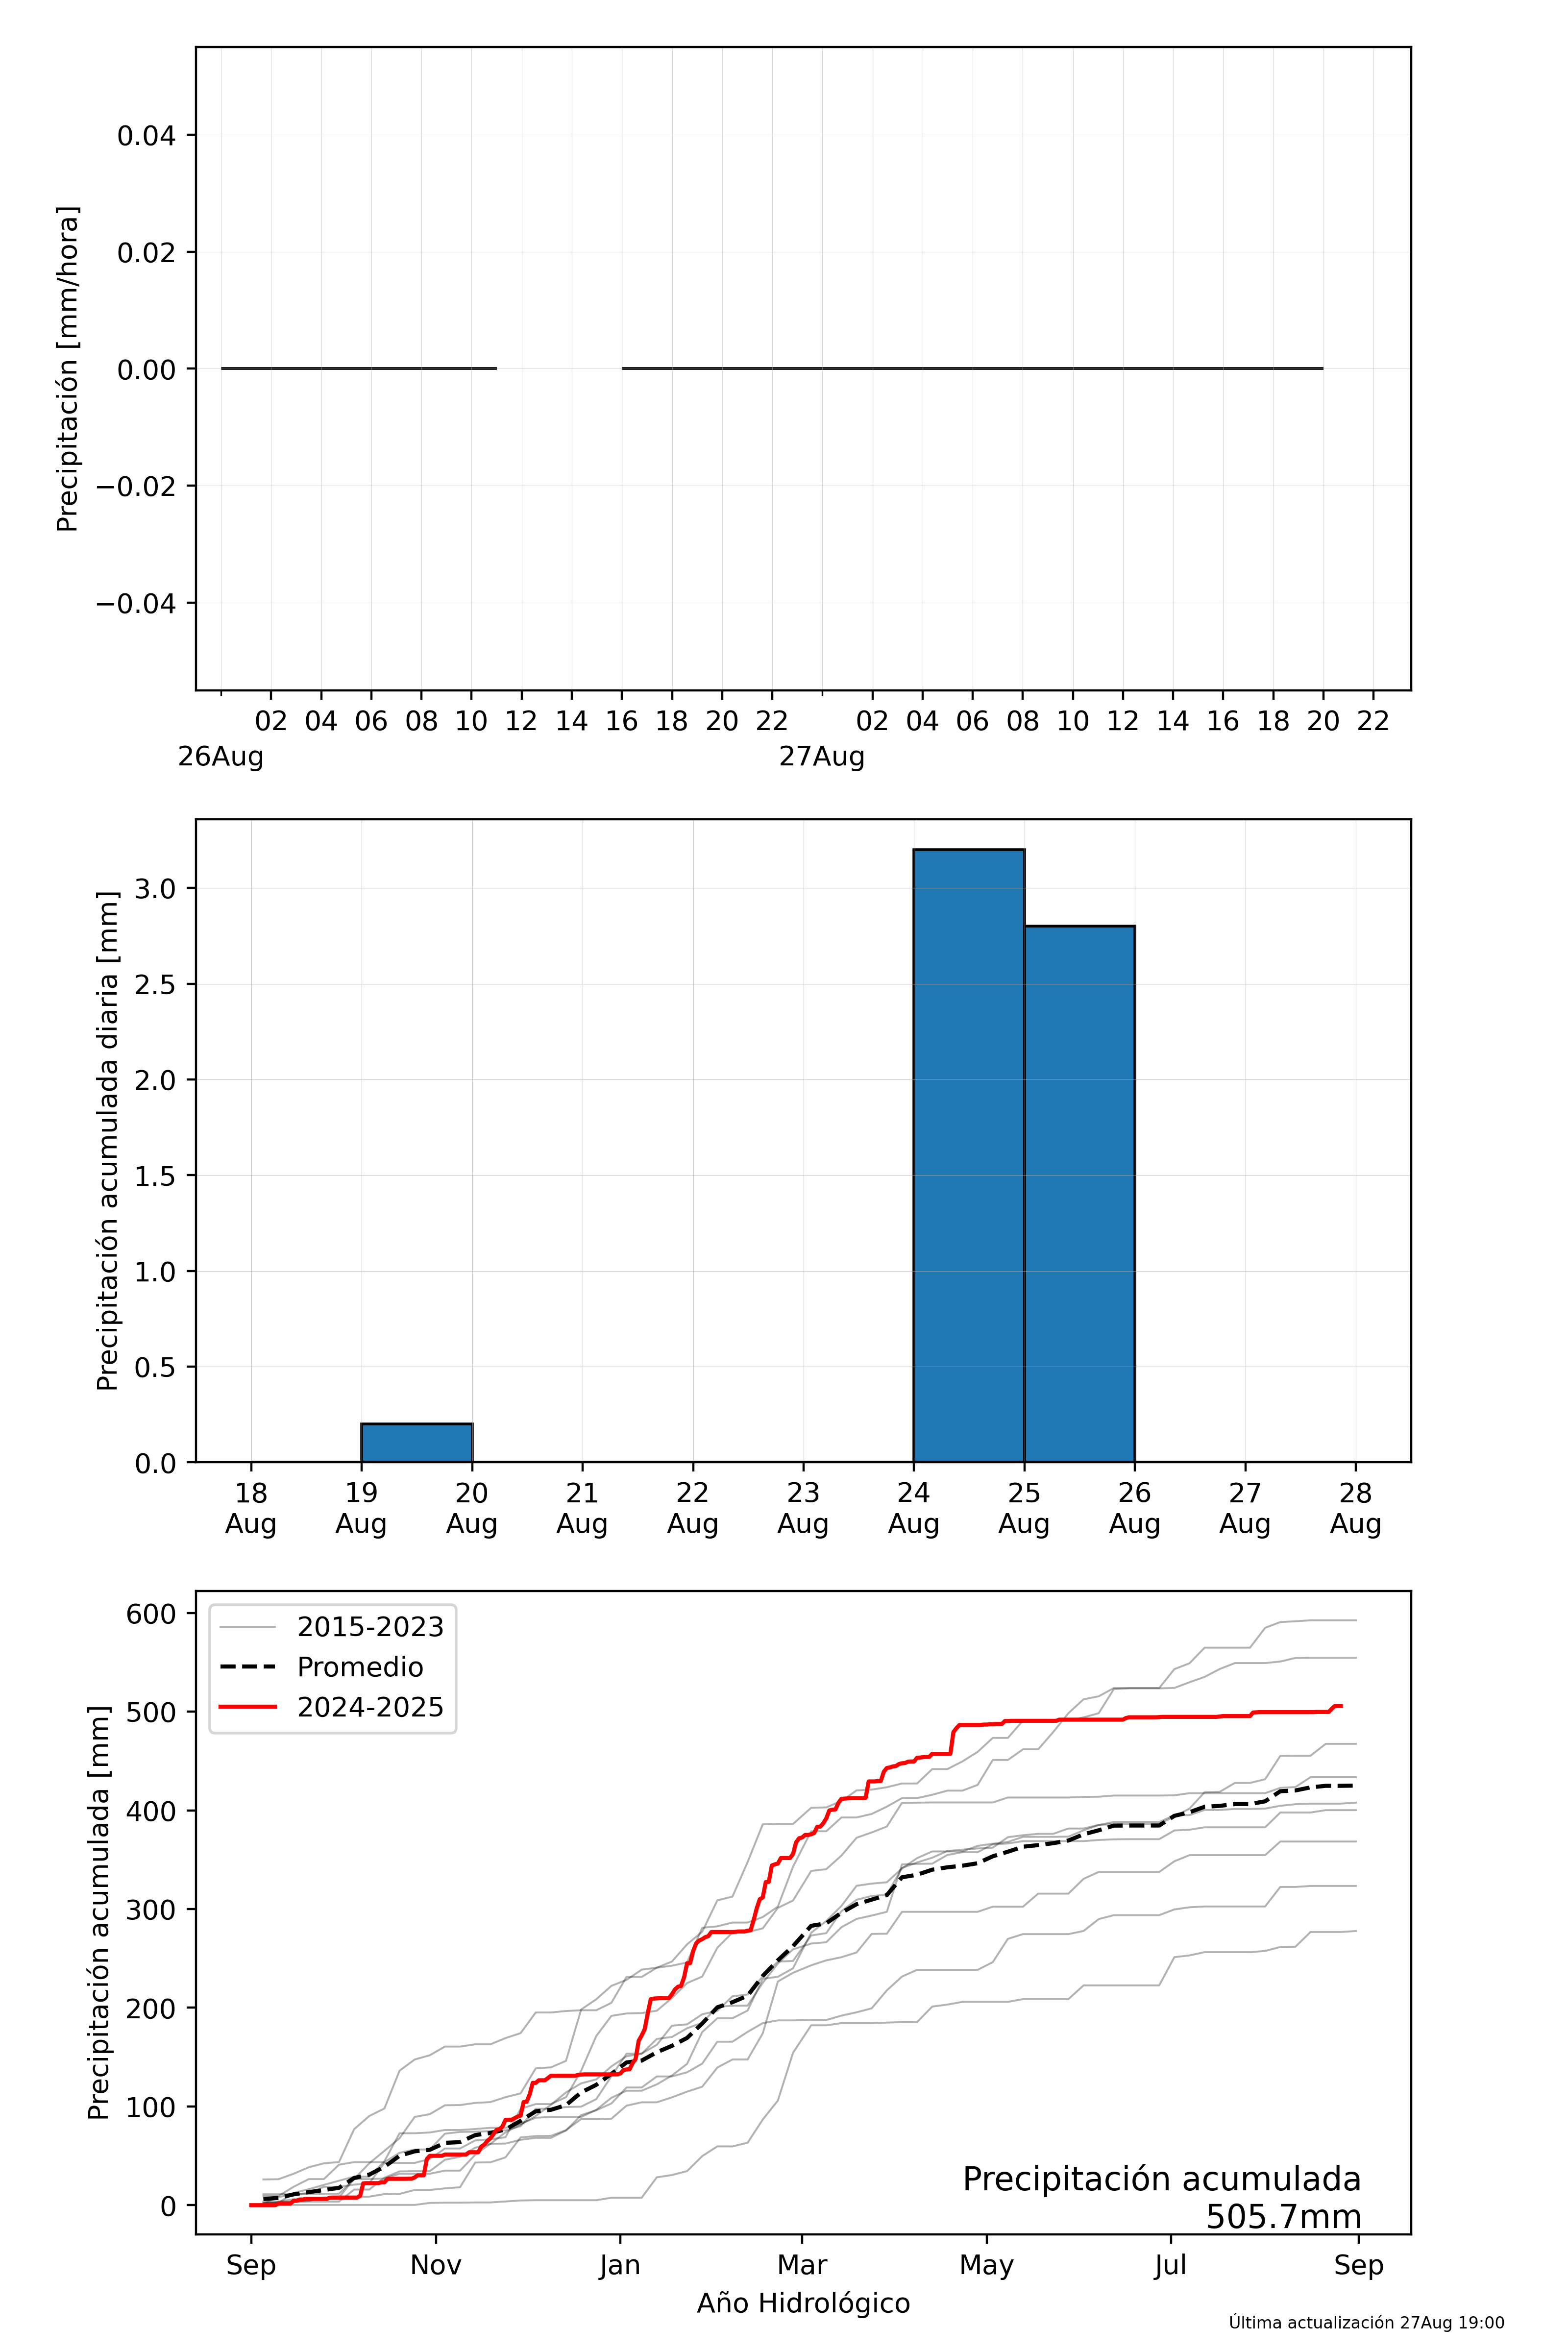 Precipitación [mm/hora]
0.04
0.02
0.00
−0.02
−0.04
02 04 06 08 10 12 14 16 18 20 22 02 04 06 08 10 12 14 16 18 20 22
26Aug 27Aug
Precipitación acumulada diaria [mm]
3.0
2.5
2.0
1.5
1.0
0.5
0.0
18 19 20 21 22 23 24 25 26 27 28
Aug Aug Aug Aug Aug Aug Aug Aug Aug Aug Aug
Precipitación acumulada [mm]
600
500
400
300
200
100
0
2015-2023
Promedio
2024-2025
Precipitación acumulada
505.7mm
Sep Nov Jan Mar May Jul Sep
Año Hidrológico
Última actualización 27Aug 19:00